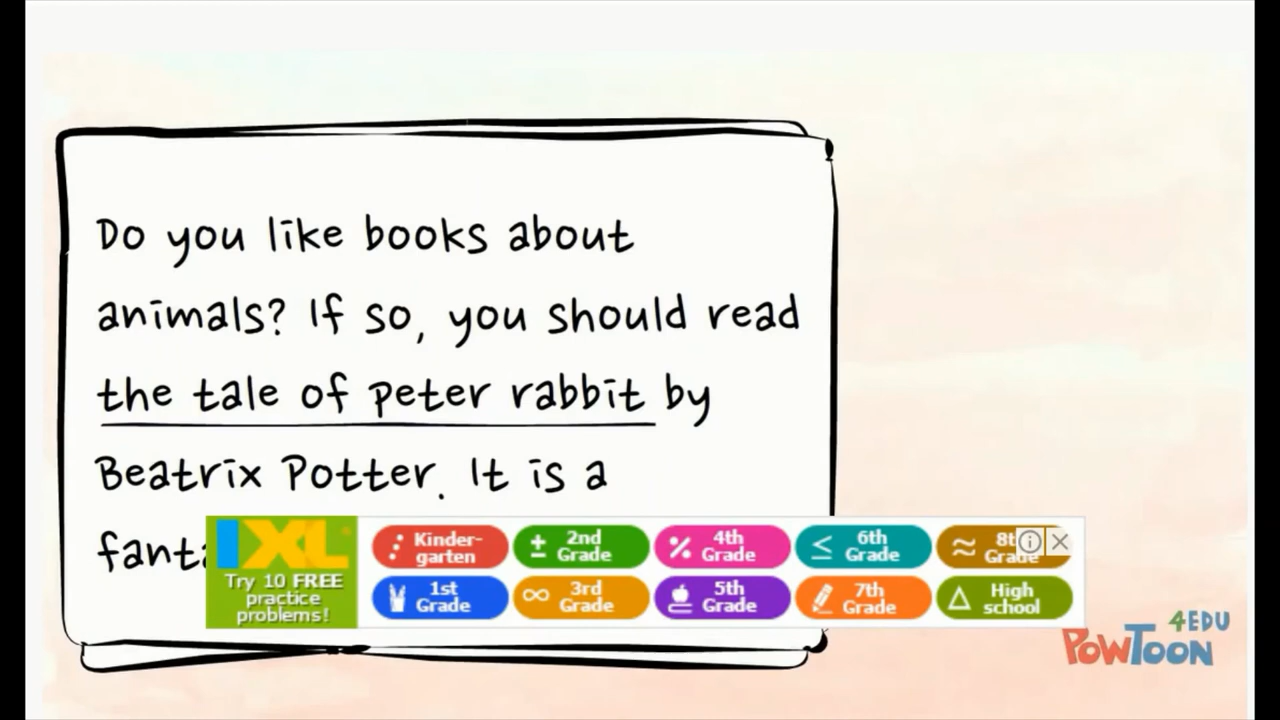 Do you like books about
animals? If so, you should read
the tale of peter rabbit by
Beatrix Potter. It is a
IXL
Try 10 FREE
practice
problems!
Kinder-
garten
2nd
Grade
4th
Grade
6th
Grade
Grade
1st
Grade
3rd
Grade
5th
Grade
7th
Grade
High
school
4EDU
POWTOON